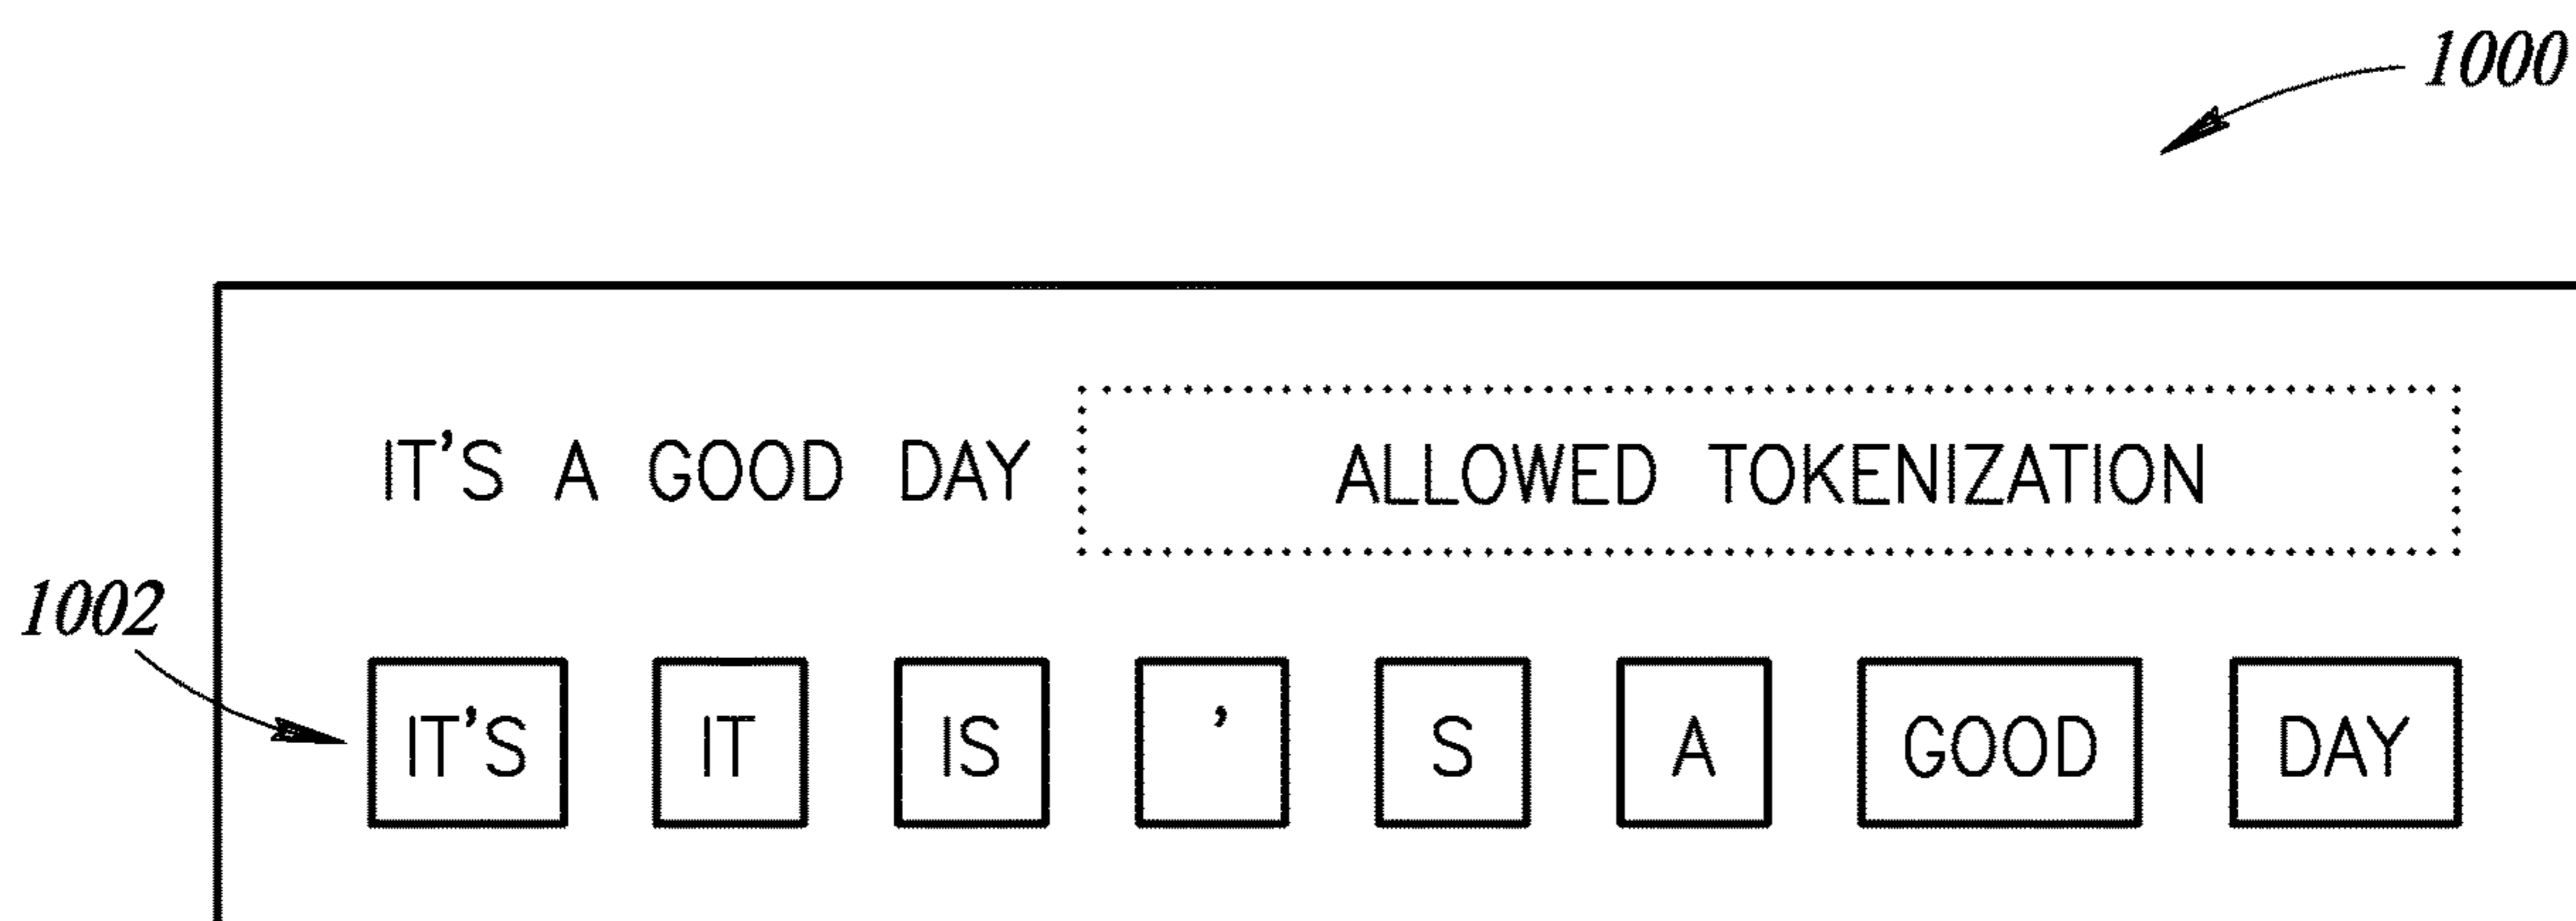 1000
IT'S A GOOD DAY ALLOWED TOKENIZATION
1002
IT'S IT IS ' S A GOOD DAY